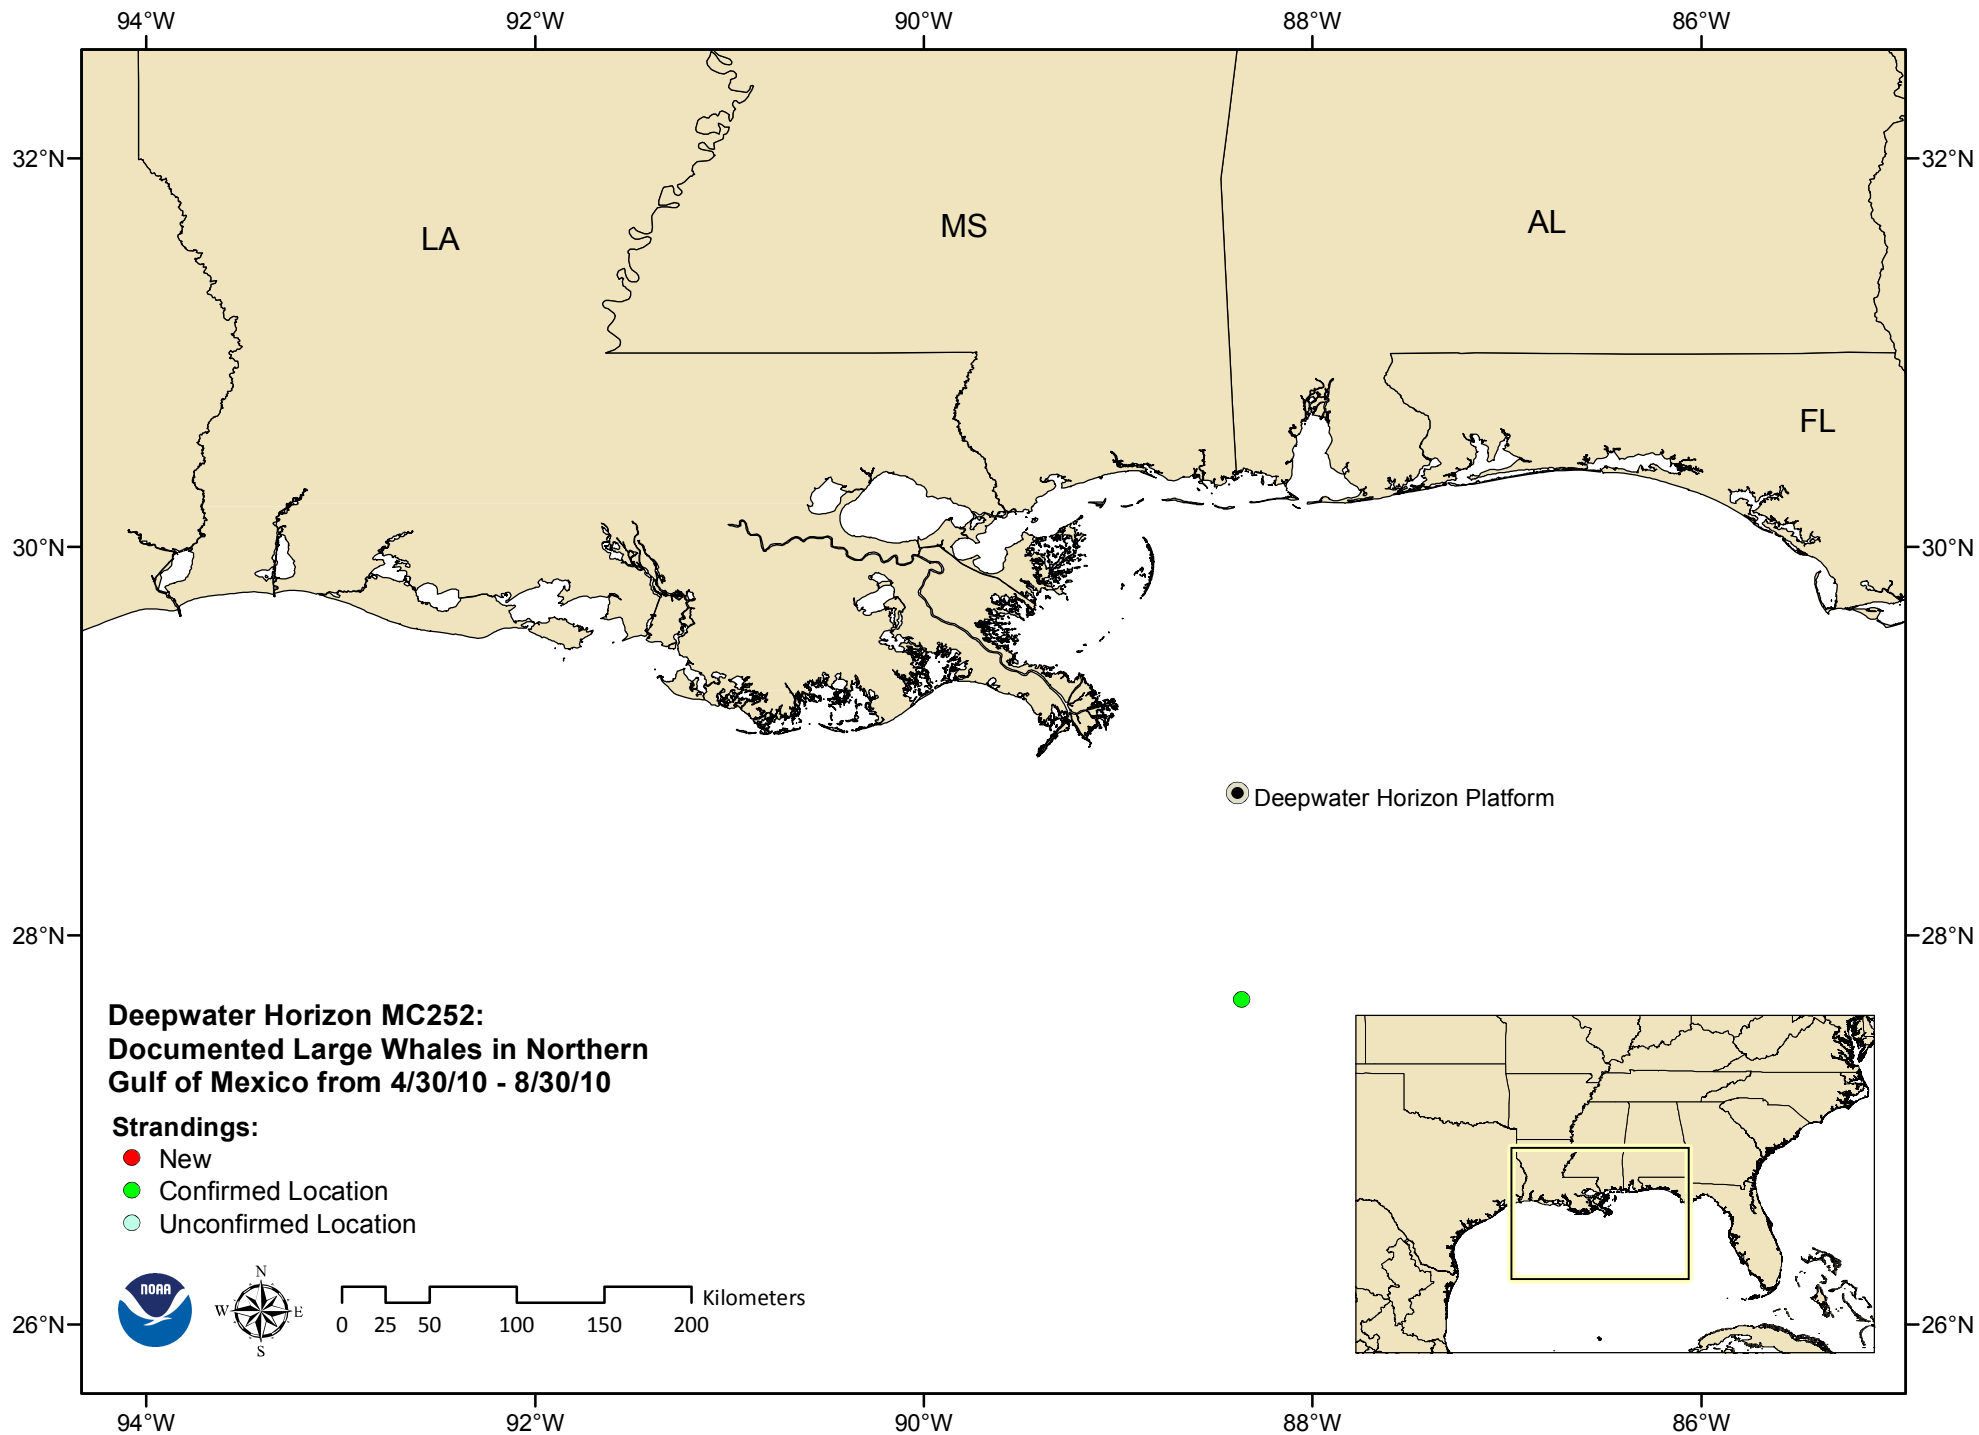 94°W 92°W 90°W 88°W 86°W
32°N 32°N
LA MS AL
FL
30°N 30°N
Deepwater Horizon Platform
28°N 28°N
Deepwater Horizon MC252:
Documented Large Whales in Northern
Gulf of Mexico from 4/30/10 - 8/30/10
Strandings:
New
Confirmed Location
Unconfirmed Location
NOAA
N
W E
S
Kilometers
0 25 50 100 150 200
26°N 26°N
94°W 92°W 90°W 88°W 86°W